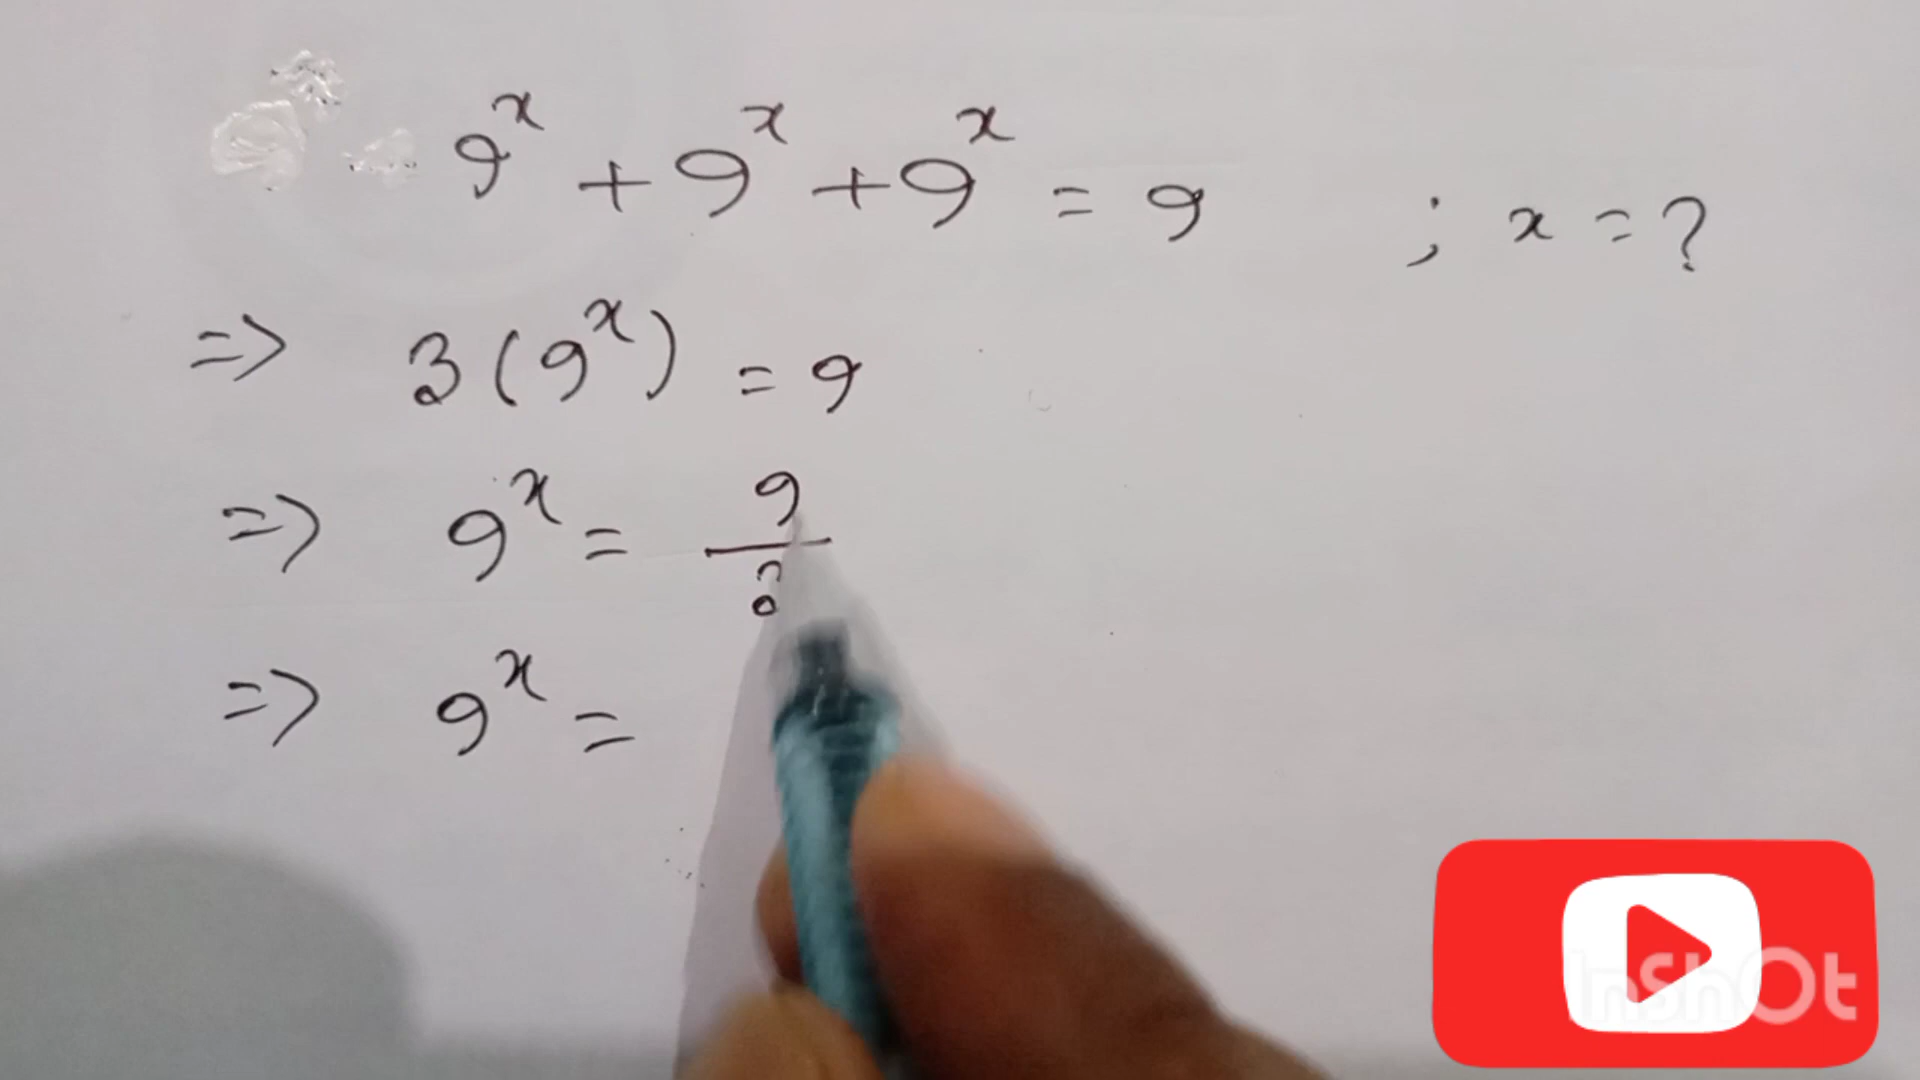 9^x + 9^x + 9^x = 9 ; x = ?
=> 3 (9^x) = 9
=> 9^x = 9/3
=> 9^x =
InShOt